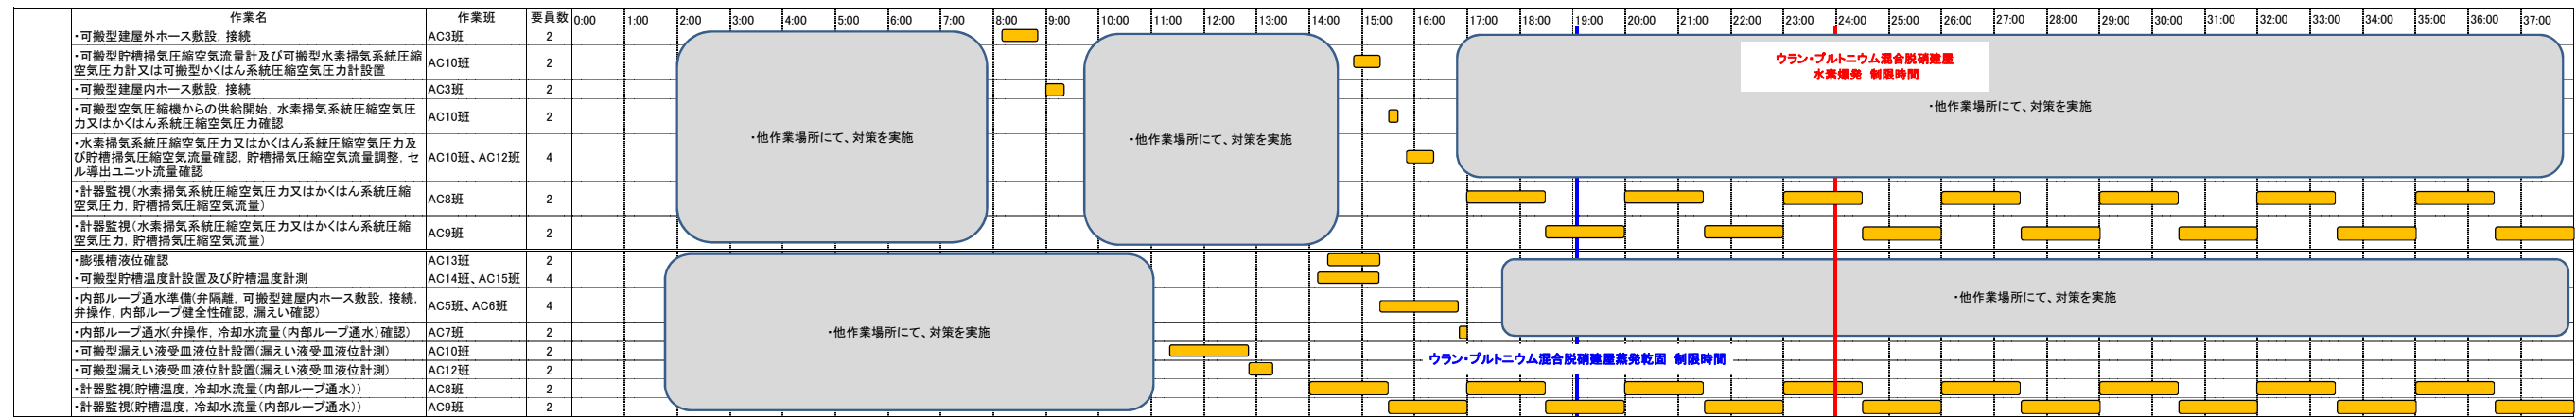 作業名 作業班 要員数 0:00 1:00 2:00 3:00 4:00 5:00 6:00 7:00 8:00 9:00 10:00 11:00 12:00 13:00 14:00 15:00 16:00 17:00 18:00 19:00 20:00 21:00 22:00 23:00 24:00 25:00 26:00 27:00 28:00 29:00 30:00 31:00 32:00 33:00 34:00 35:00 36:00 37:00
・可搬型建屋外ホース敷設，接続 AC3班 2
・可搬型貯槽掃気圧縮空気流量計及び可搬型水素掃気系統圧縮
空気圧力計又は可搬型かくはん系統圧縮空気圧力計設置 AC10班 2
・可搬型建屋内ホース敷設，接続 AC3班 2
・可搬型空気圧縮機からの供給開始，水素掃気系統圧縮空気圧
力又はかくはん系統圧縮空気圧力確認 AC10班 2
・水素掃気系統圧縮空気圧力又はかくはん系統圧縮空気圧力及
び貯槽掃気圧縮空気流量確認，貯槽掃気圧縮空気流量調整，セ
ル導出ユニット流量確認 AC10班、AC12班 4
・計器監視（水素掃気系統圧縮空気圧力又はかくはん系統圧縮
空気圧力，貯槽掃気圧縮空気流量） AC8班 2
・計器監視（水素掃気系統圧縮空気圧力又はかくはん系統圧縮
空気圧力，貯槽掃気圧縮空気流量） AC9班 2
・他作業場所にて、対策を実施
・他作業場所にて、対策を実施
ウラン・プルトニウム混合脱硝建屋
水素爆発 制限時間
・他作業場所にて、対策を実施
・膨張槽液位確認 AC13班 2
・可搬型貯槽温度計設置及び貯槽温度計測 AC14班、AC15班 4
・内部ループ通水準備（弁隔離，可搬型建屋内ホース敷設，接続，
弁操作，内部ループ健全性確認，漏えい確認） AC5班、AC6班 4
・内部ループ通水（弁操作，冷却水流量（内部ループ通水）確認） AC7班 2
・可搬型漏えい液受皿液位計設置（漏えい液受皿液位計測） AC10班 2
・可搬型漏えい液受皿液位計設置（漏えい液受皿液位計測） AC12班 2
・計器監視（貯槽温度，冷却水流量（内部ループ通水）） AC8班 2
・計器監視（貯槽温度，冷却水流量（内部ループ通水）） AC9班 2
・他作業場所にて、対策を実施
・他作業場所にて、対策を実施
ウラン・プルトニウム混合脱硝建屋蒸発乾固 制限時間